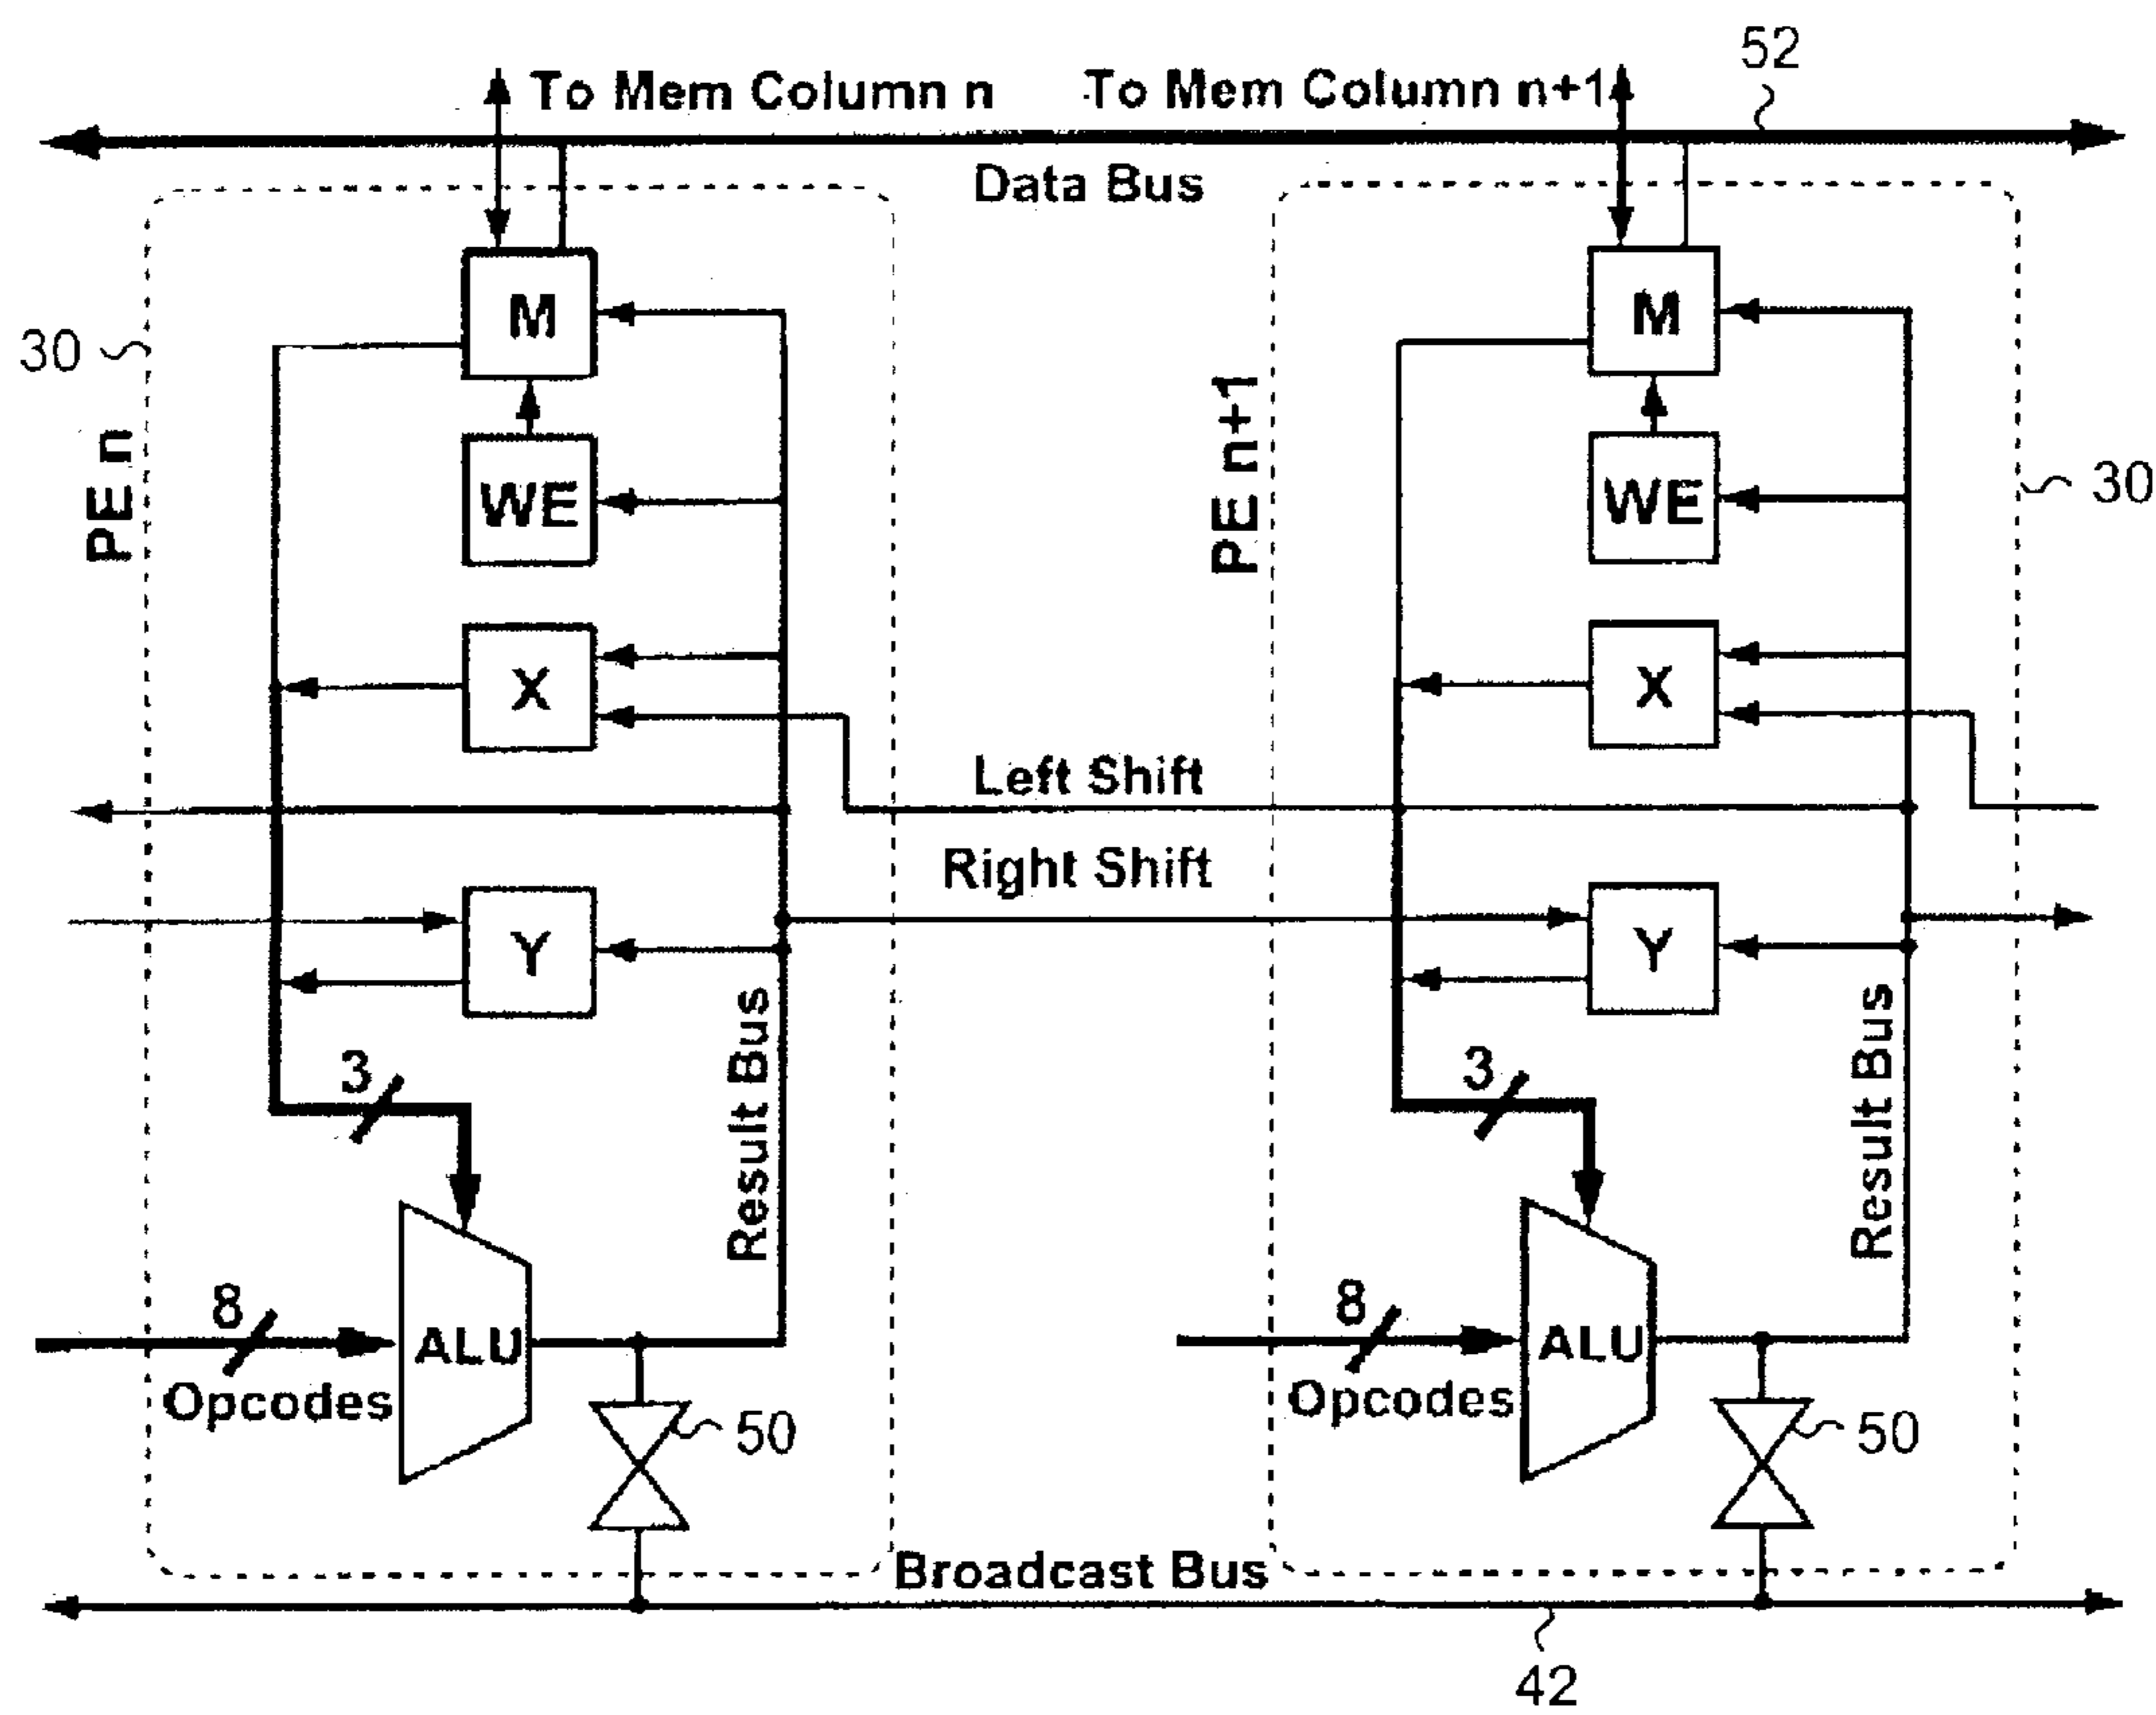 52
To Mem Column n
To Mem Column n+1
Data Bus
30
PE n
M
WE
X
Y
3
8
Opcodes
ALU
Result Bus
50
Left Shift
Right Shift
PE n+1
30
M
WE
X
Y
3
8
Opcodes
ALU
Result Bus
50
Broadcast Bus
42